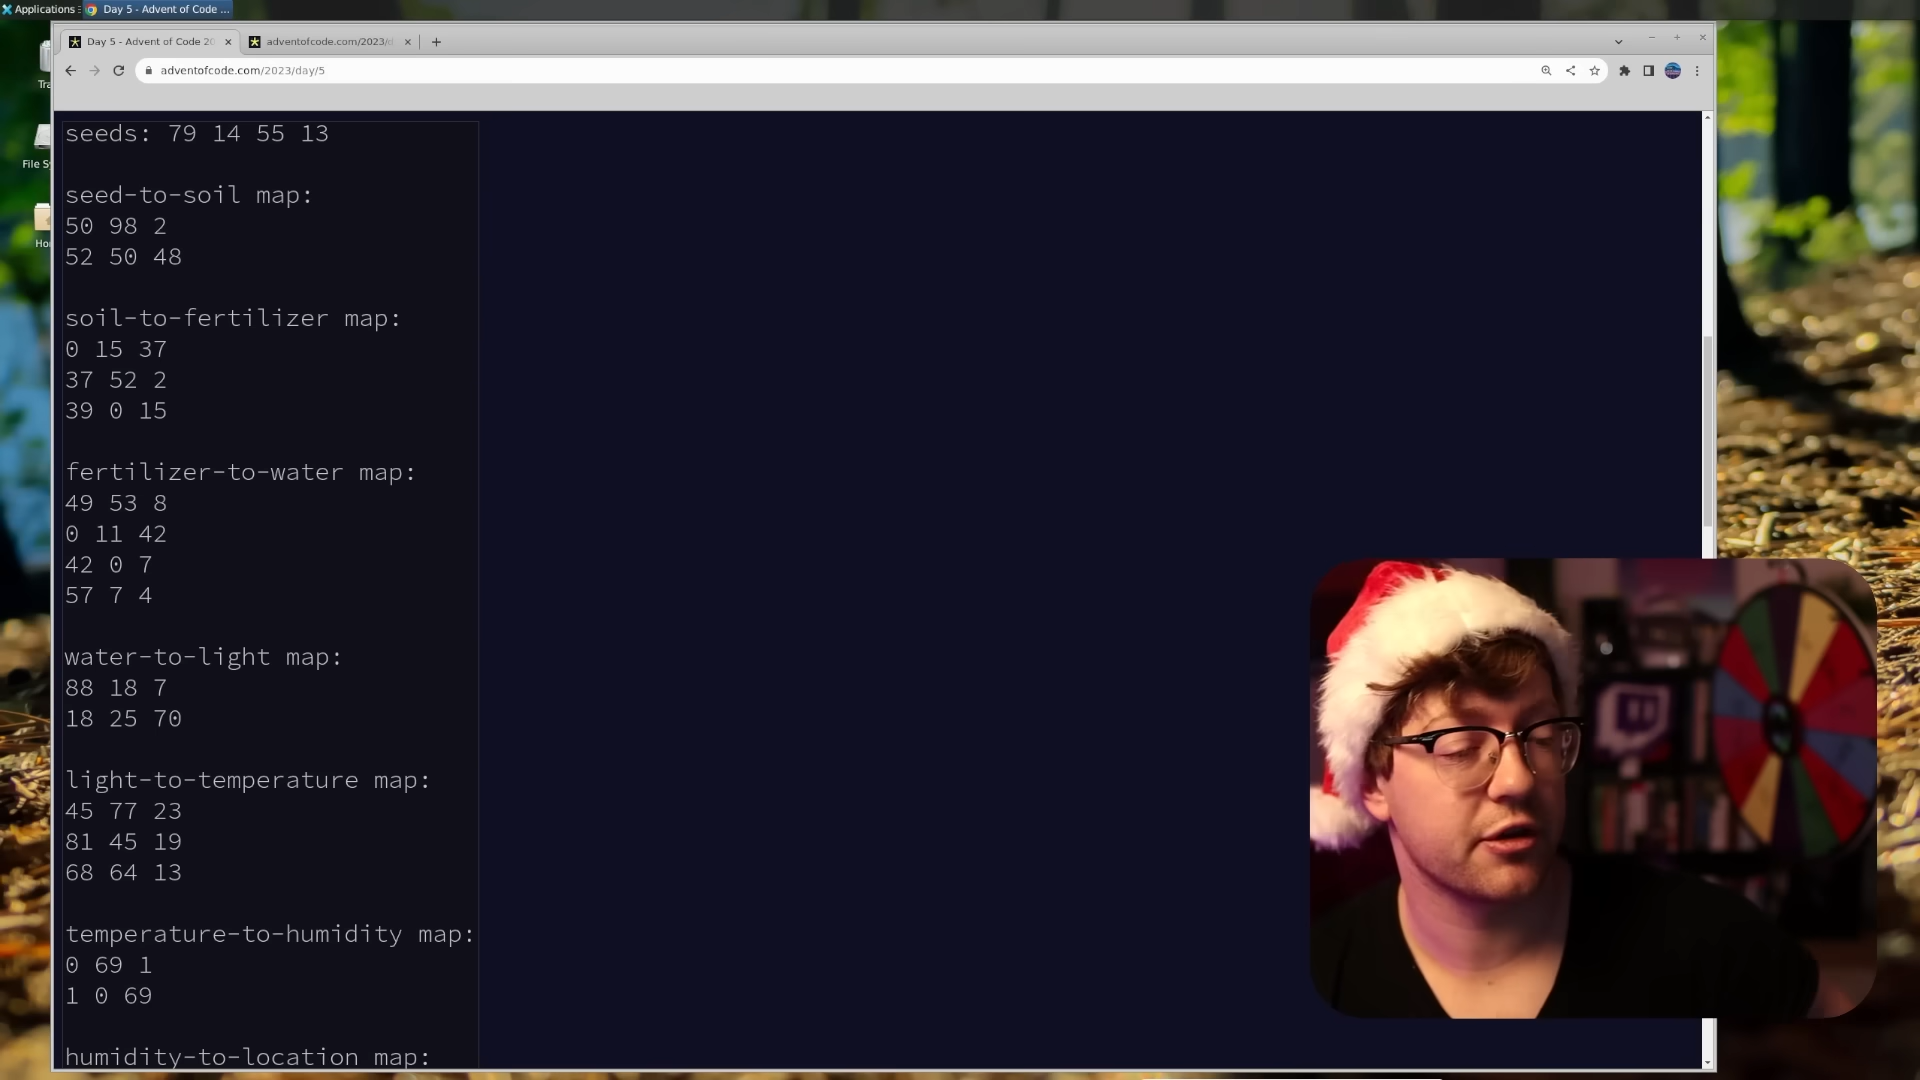 Applications
Day 5 - Advent of Code ...
Day 5 - Advent of Code 20
adventofcode.com/2023/d
adventofcode.com/2023/day/5
Tra
File Sy
Ho
seeds: 79 14 55 13
seed-to-soil map:
50 98 2
52 50 48
soil-to-fertilizer map:
0 15 37
37 52 2
39 0 15
fertilizer-to-water map:
49 53 8
0 11 42
42 0 7
57 7 4
water-to-light map:
88 18 7
18 25 70
light-to-temperature map:
45 77 23
81 45 19
68 64 13
temperature-to-humidity map:
0 69 1
1 0 69
humidity-to-location map: